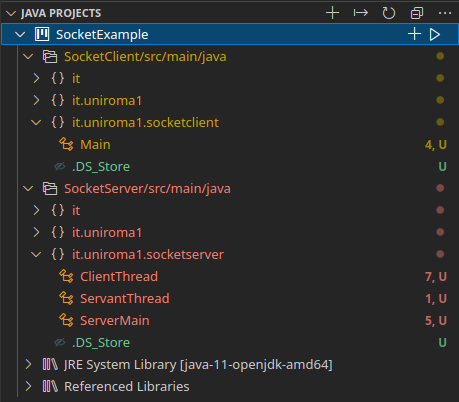 JAVA PROJECTS
SocketExample
SocketClient/src/main/java
{} it
{} it.uniroma1
{} it.uniroma1.socketclient
Main 4, U
.DS_Store U
SocketServer/src/main/java
{} it
{} it.uniroma1
{} it.uniroma1.socketserver
ClientThread 7, U
ServantThread 1, U
ServerMain 5, U
.DS_Store U
JRE System Library [java-11-openjdk-amd64]
Referenced Libraries